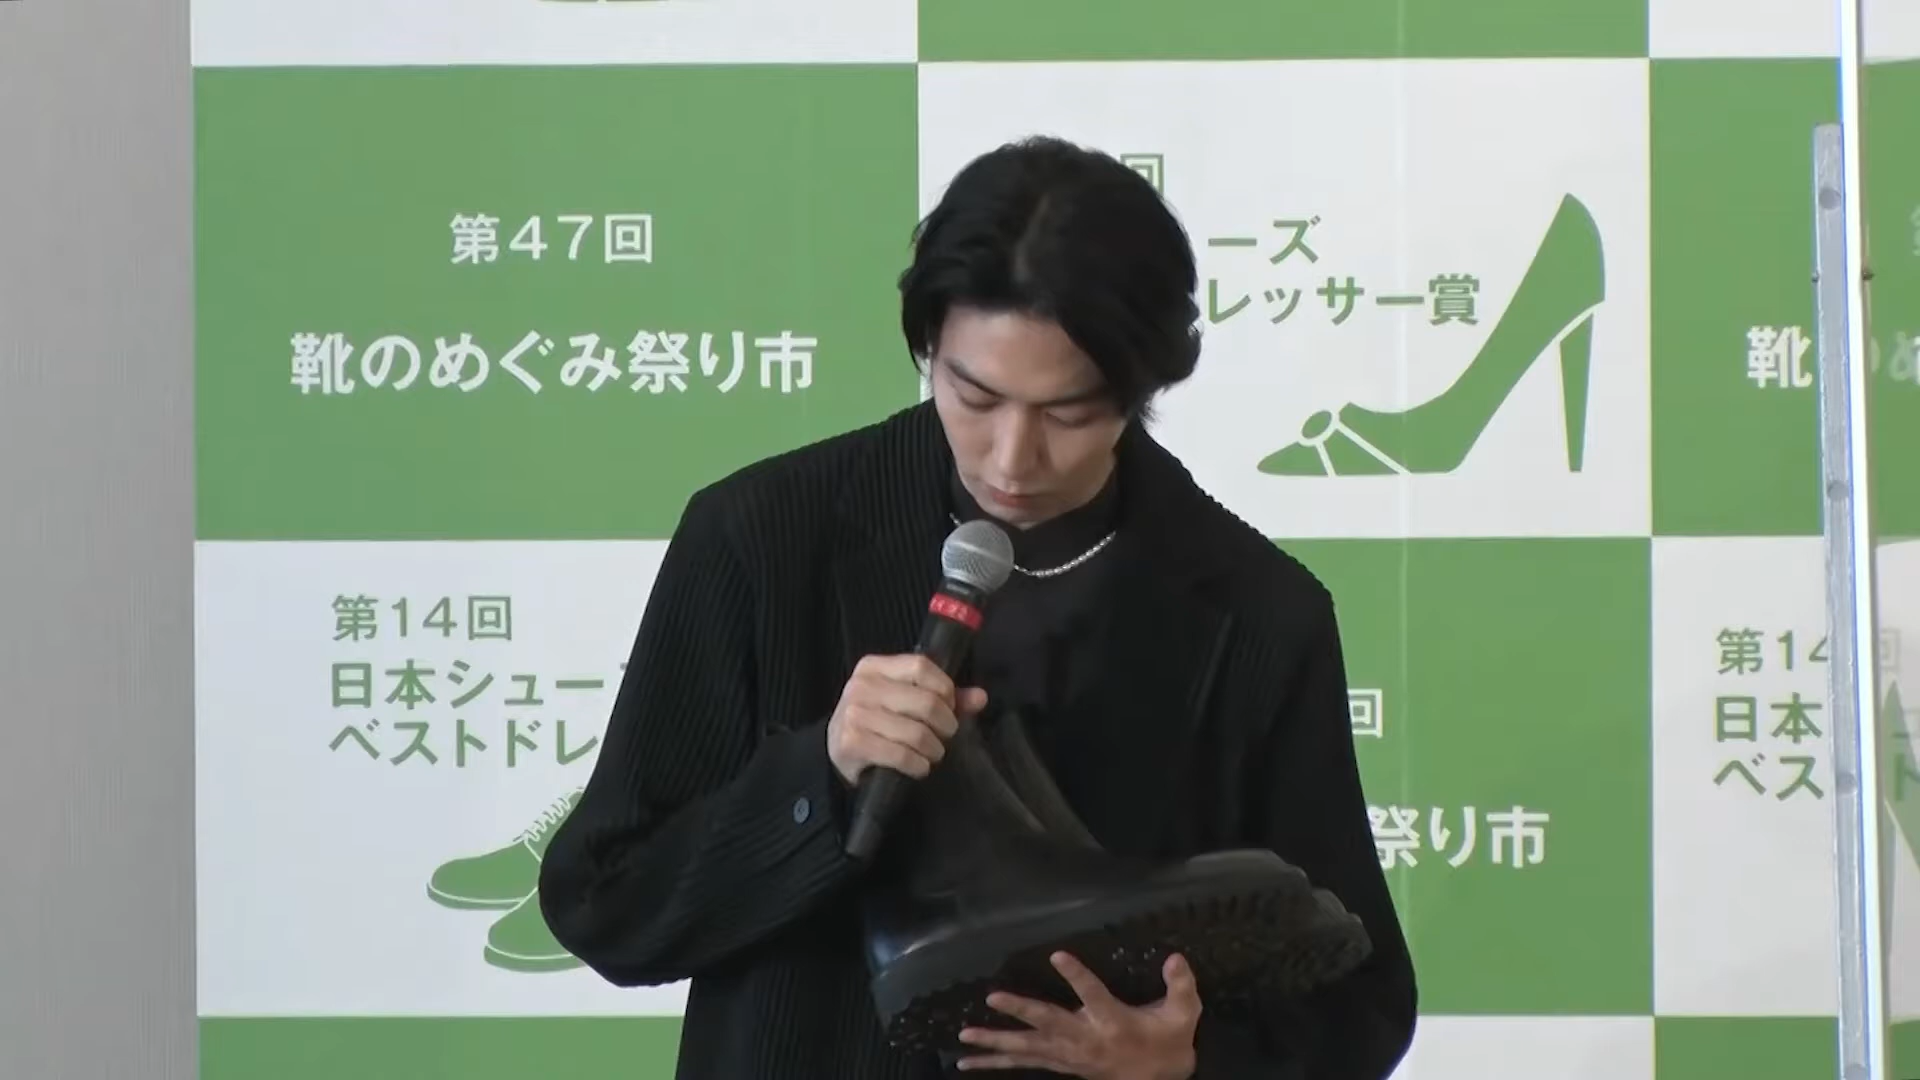 第47回
靴のめぐみ祭り市
回
ーズ
レッサー賞
靴
第14回
日本シュー
ベストドレ
回
祭り市
第14回
日本
ベス